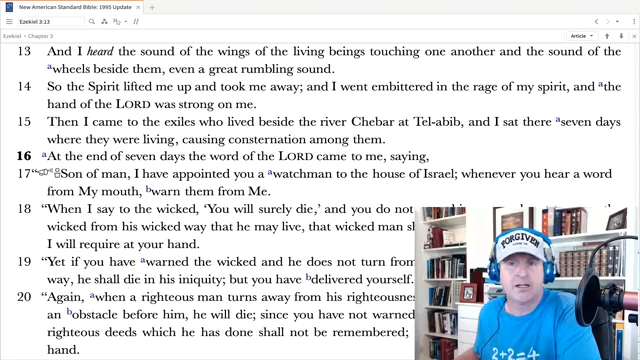 New American Standard Bible: 1995 Update
Ezekiel 3:13
Article
Ezekiel › Chapter 3
13 And I heard the sound of the wings of the living beings touching one another and the sound of the
ᵃwheels beside them, even a great rumbling sound.
14 So the Spirit lifted me up and took me away; and I went embittered in the rage of my spirit, and ᵃthe
hand of the LORD was strong on me.
15 Then I came to the exiles who lived beside the river Chebar at Tel-abib, and I sat there ᵃseven days
where they were living, causing consternation among them.
16 ᵃAt the end of seven days the word of the LORD came to me, saying,
17 “Son of man, I have appointed you a ᵃwatchman to the house of Israel; whenever you hear a word
from My mouth, ᵇwarn them from Me.
18 “When I say to the wicked, ‘You will surely die,’ and you do not
wicked from his wicked way that he may live, that wicked man
I will require at your hand.
19 “Yet if you have ᵃwarned the wicked and he does not turn from
way, he shall die in his iniquity; but you have ᵇdelivered yourself.
20 “Again, ᵃwhen a righteous man turns away from his righteousness
an ᵇobstacle before him, he will die; since you have not warned
righteous deeds which he has done shall not be remembered;
hand.
FORGIVEN
2+2=4